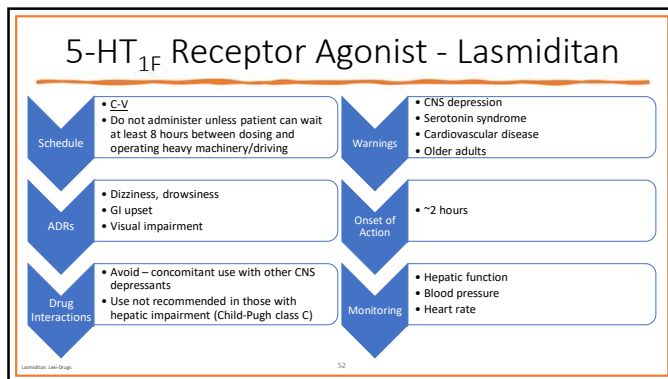 5-HT1F Receptor Agonist - Lasmiditan
Schedule
• C-V
• Do not administer unless patient can wait
at least 8 hours between dosing and
operating heavy machinery/driving
ADRs
• Dizziness, drowsiness
• GI upset
• Visual impairment
Drug
Interactions
• Avoid – concomitant use with other CNS
depressants
• Use not recommended in those with
hepatic impairment (Child-Pugh class C)
Warnings
• CNS depression
• Serotonin syndrome
• Cardiovascular disease
• Older adults
Onset of
Action
• ~2 hours
Monitoring
• Hepatic function
• Blood pressure
• Heart rate
Lasmiditan. Lexi-Drugs.
52